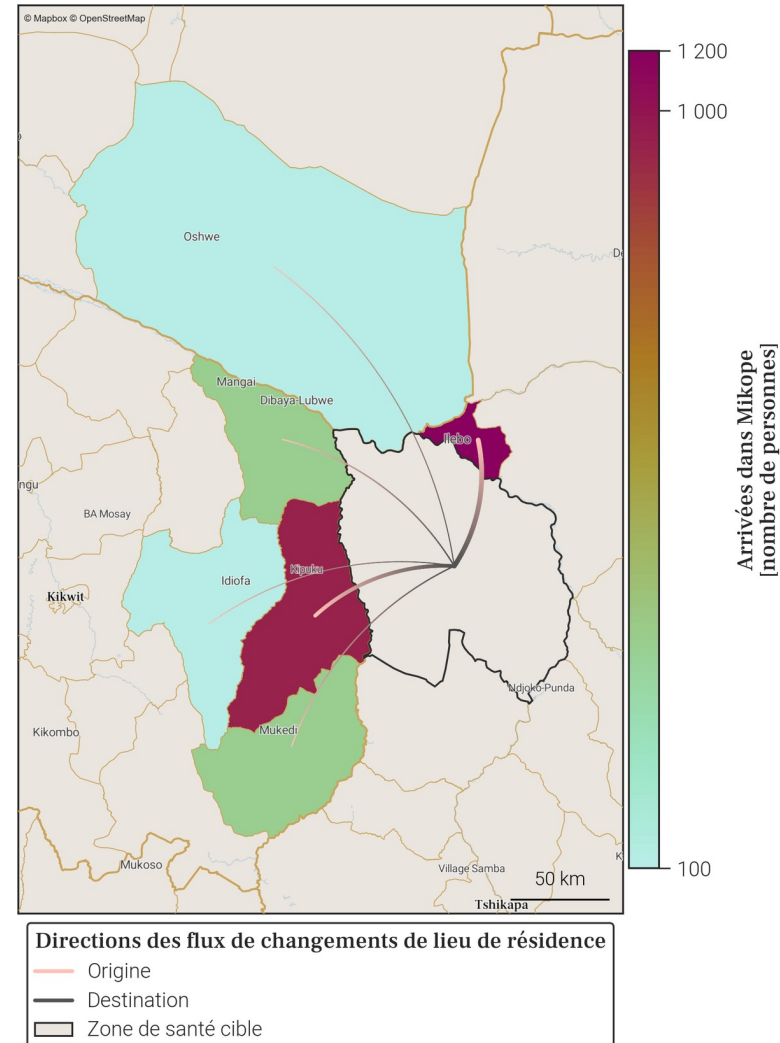 © Mapbox © OpenStreetMap
1 200
1 000
Oshwe
Mangai
Dibaya-Lubwe
Ilebo
ngu
BA Mosay
Kipuku
Idiofa
Kikwit
Ndjoko-Punda
Kikombo
Mukedi
Mukoso
Village Samba
50 km
Tshikapa
100
Arrivées dans Mikope
[nombre de personnes]
Directions des flux de changements de lieu de résidence
Origine
Destination
Zone de santé cible